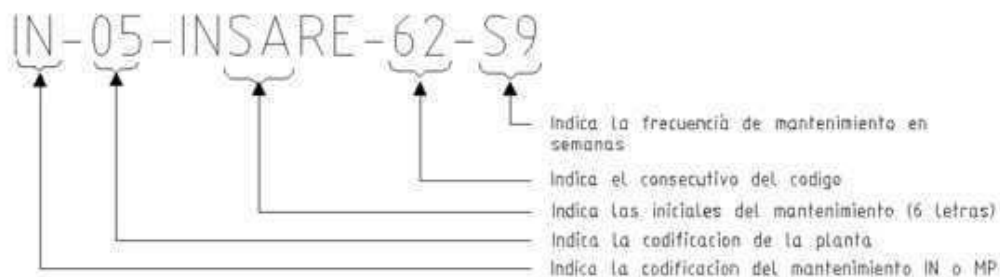 IN-05-INSARE-62-S9
Indica la frecuencia de mantenimiento en
semanas
Indica el consecutivo del codigo
Indica las iniciales del mantenimiento (6 letras)
Indica la codificacion de la planta
Indica la codificacion del mantenimiento IN o MP